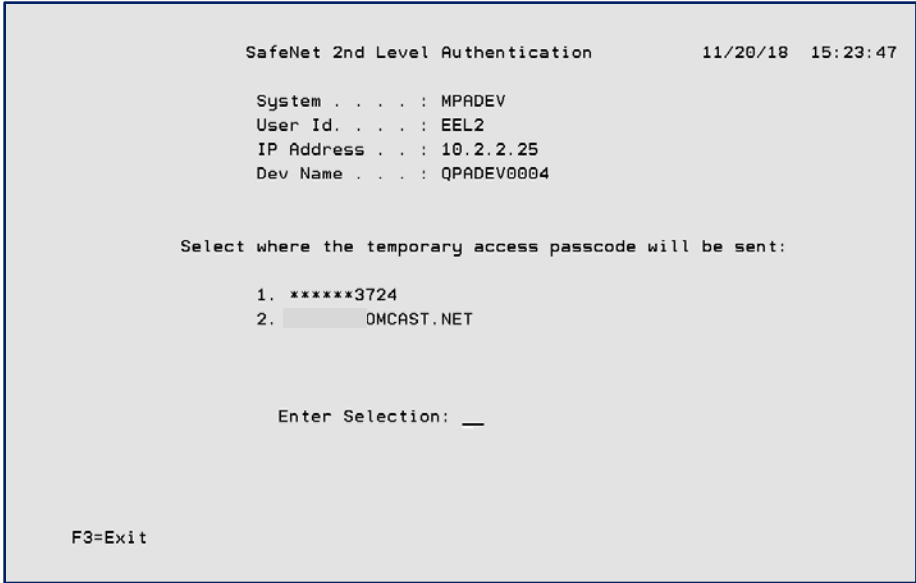 SafeNet 2nd Level Authentication 11/20/18 15:23:47
System . . . . : MPADEV
User Id. . . . : EEL2
IP Address . . : 10.2.2.25
Dev Name . . . : QPADEV0004
Select where the temporary access passcode will be sent:
1. ******3724
2. OMCAST.NET
Enter Selection: __
F3=Exit